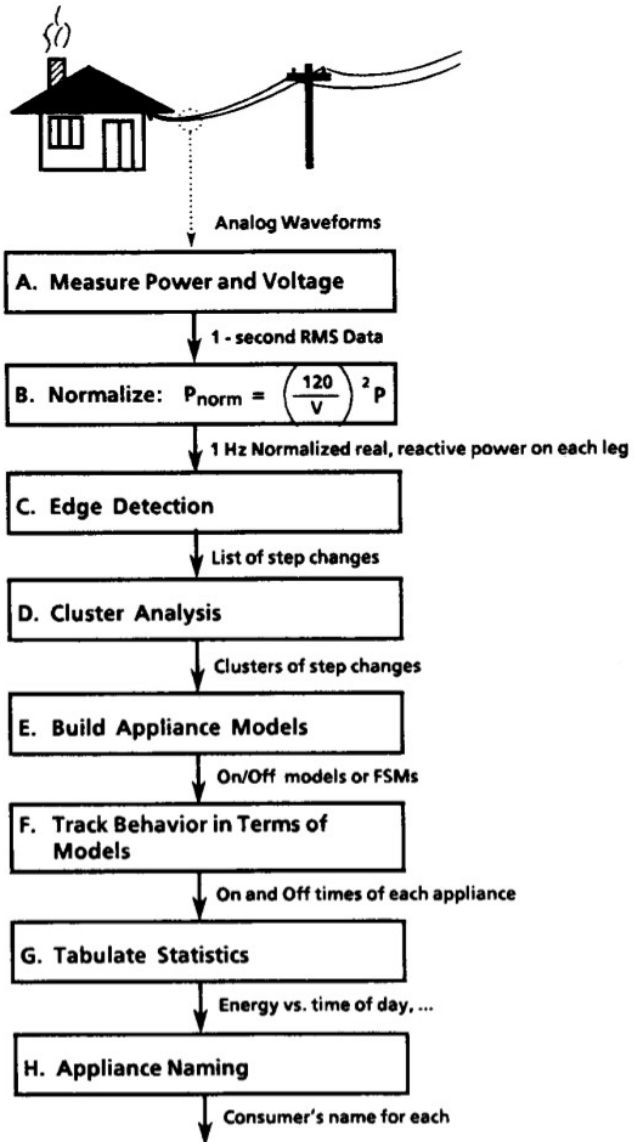 Analog Waveforms
A. Measure Power and Voltage
1 - second RMS Data
B. Normalize: Pnorm = (120/V)²P
1 Hz Normalized real, reactive power on each leg
C. Edge Detection
List of step changes
D. Cluster Analysis
Clusters of step changes
E. Build Appliance Models
On/Off models or FSMs
F. Track Behavior in Terms of
Models
On and Off times of each appliance
G. Tabulate Statistics
Energy vs. time of day, ...
H. Appliance Naming
Consumer's name for each